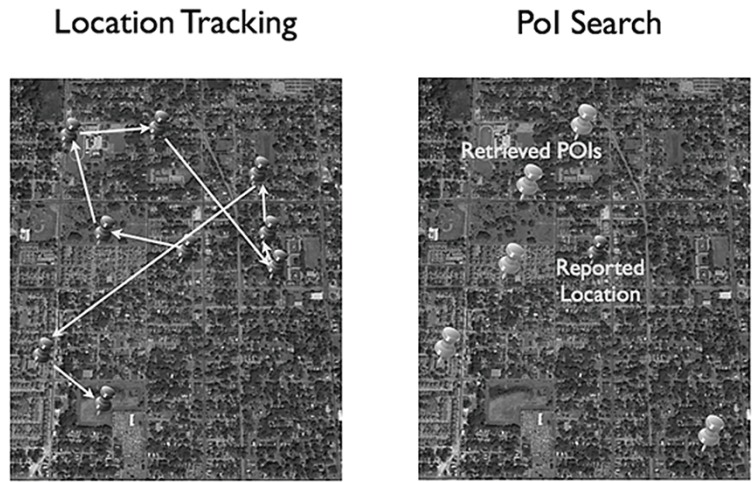 Location Tracking
PoI Search
Retrieved POIs
Reported
Location